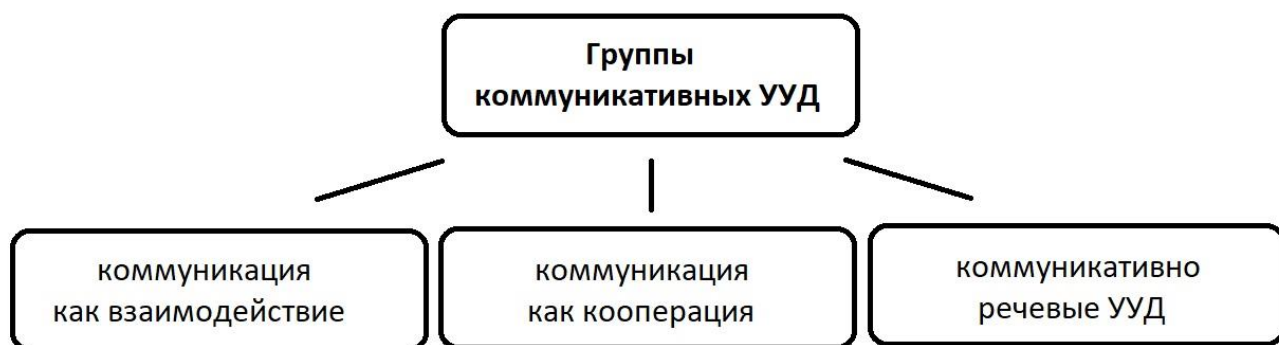 Группы
коммуникативных УУД
коммуникация
как взаимодействие
коммуникация
как кооперация
коммуникативно
речевые УУД